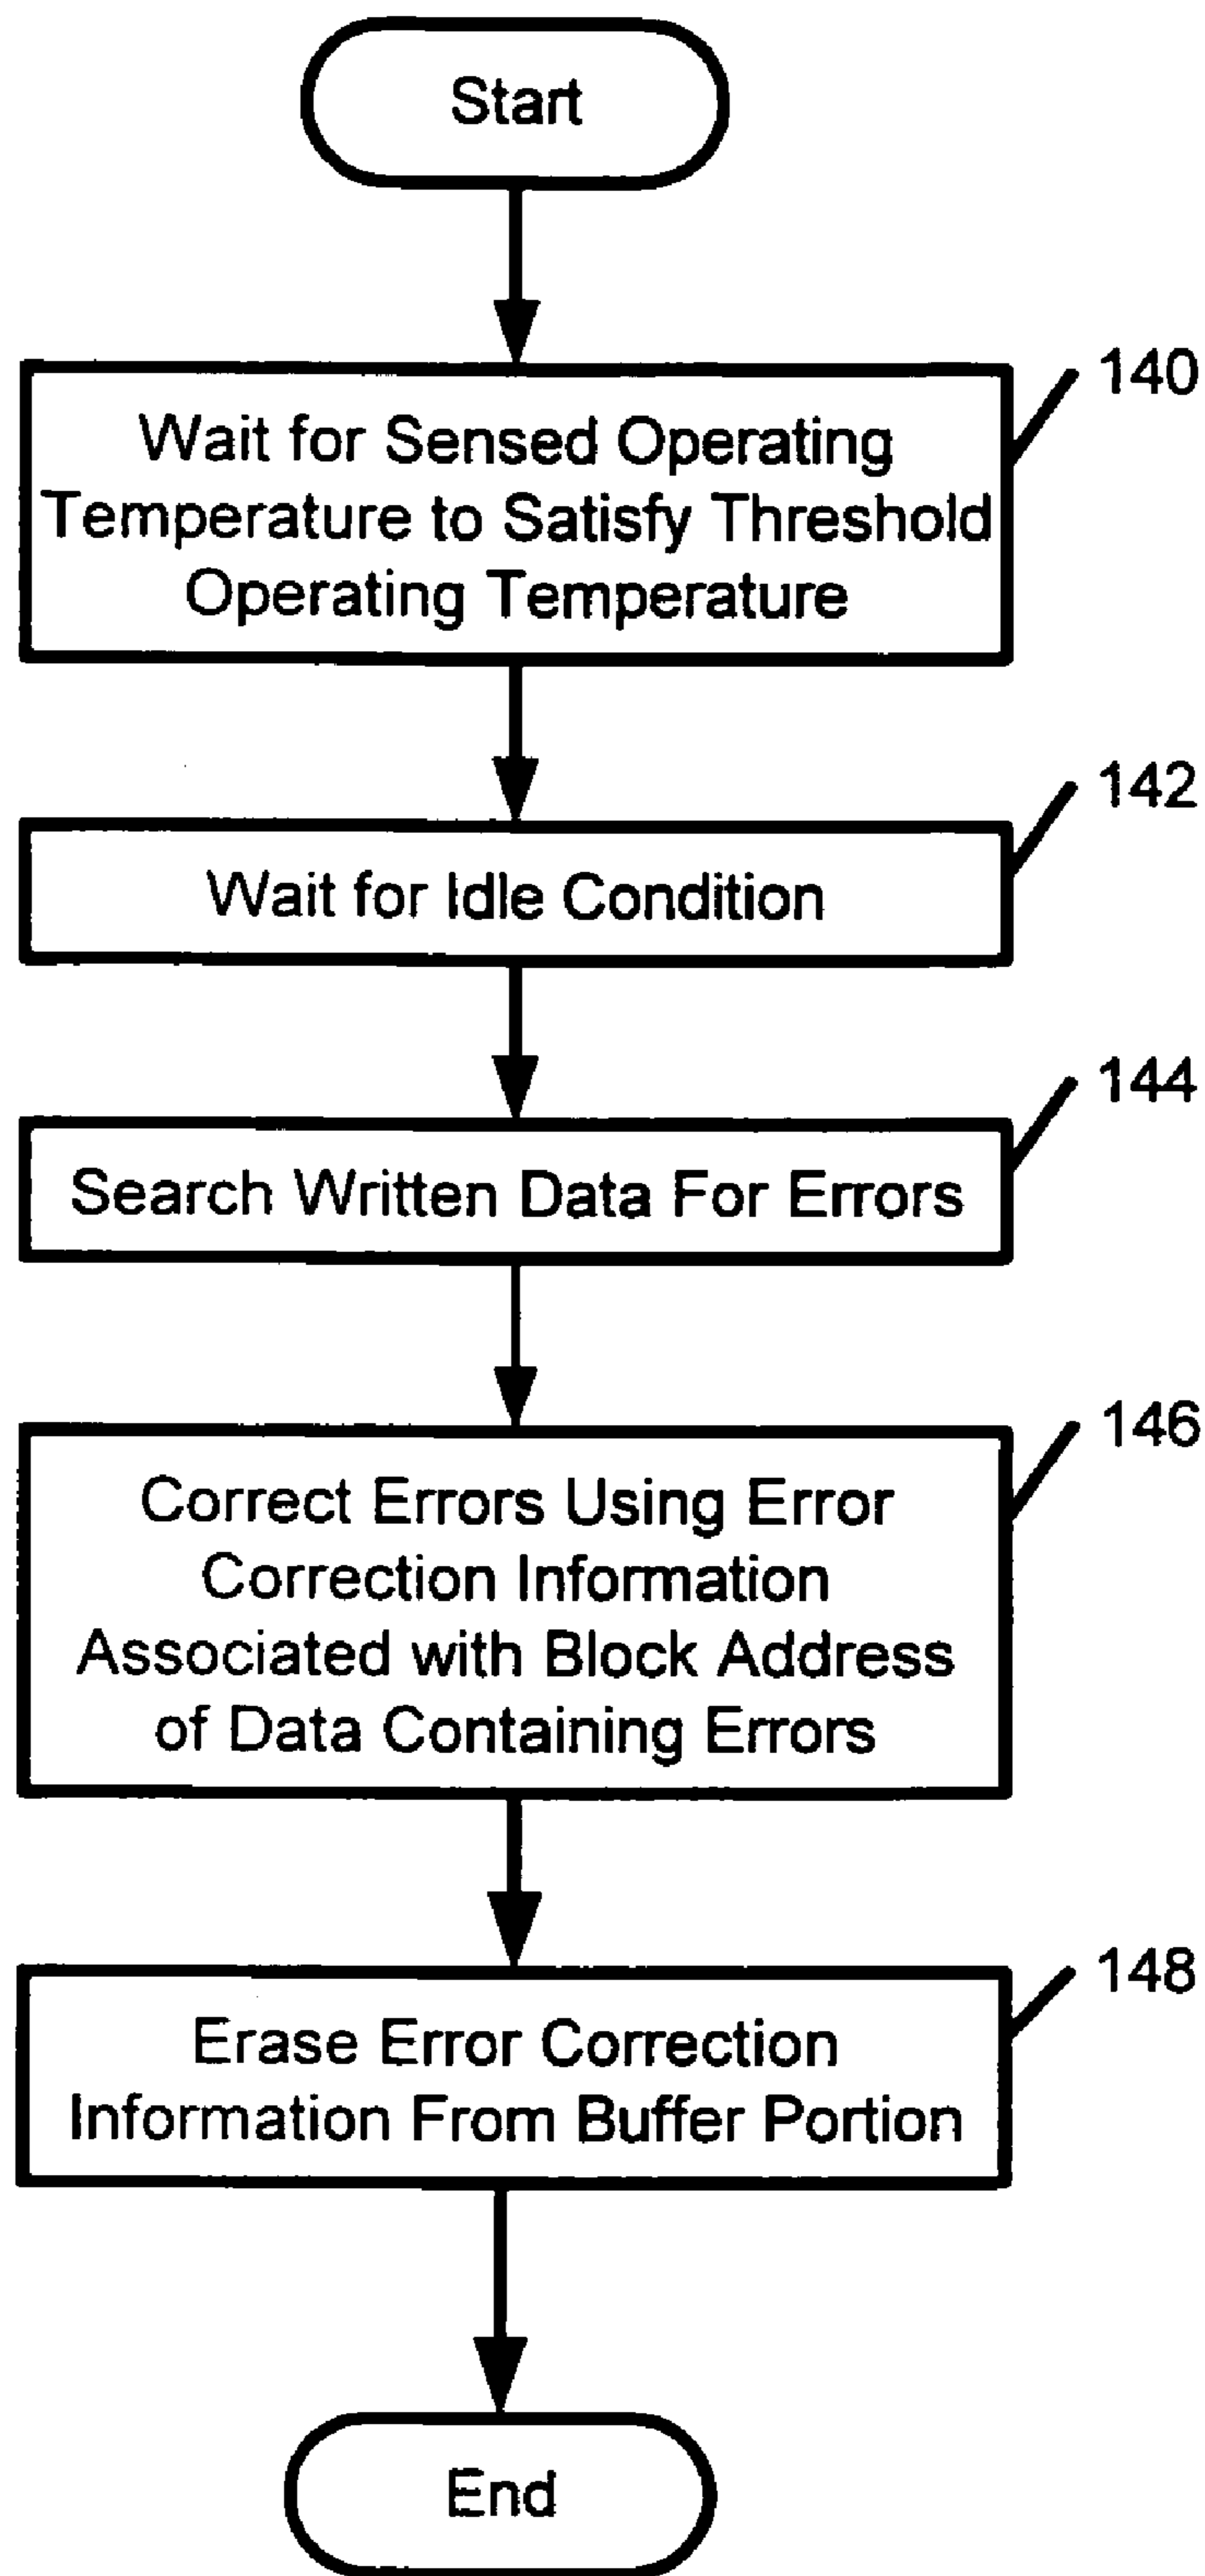 Start
140
Wait for Sensed Operating
Temperature to Satisfy Threshold
Operating Temperature
142
Wait for Idle Condition
144
Search Written Data For Errors
146
Correct Errors Using Error
Correction Information
Associated with Block Address
of Data Containing Errors
148
Erase Error Correction
Information From Buffer Portion
End